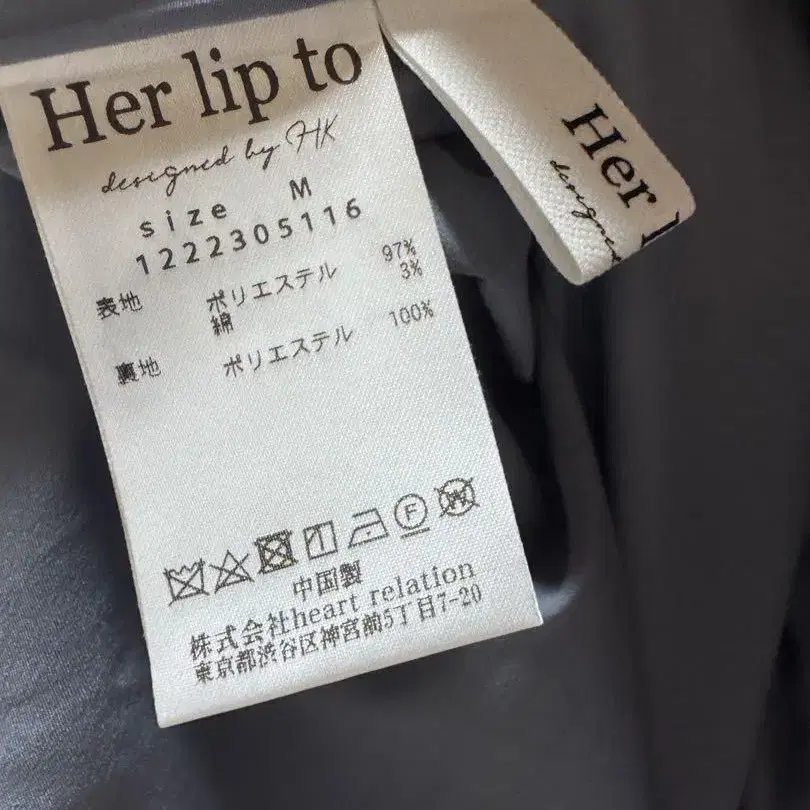 Her lip to
designed by HK
size M
1222305116
表地 ポリエステル 97%
綿 3%
裏地 ポリエステル 100%
F
W
中国製
株式会社heart relation
東京都渋谷区神宮前5丁目7-20
Her
designed